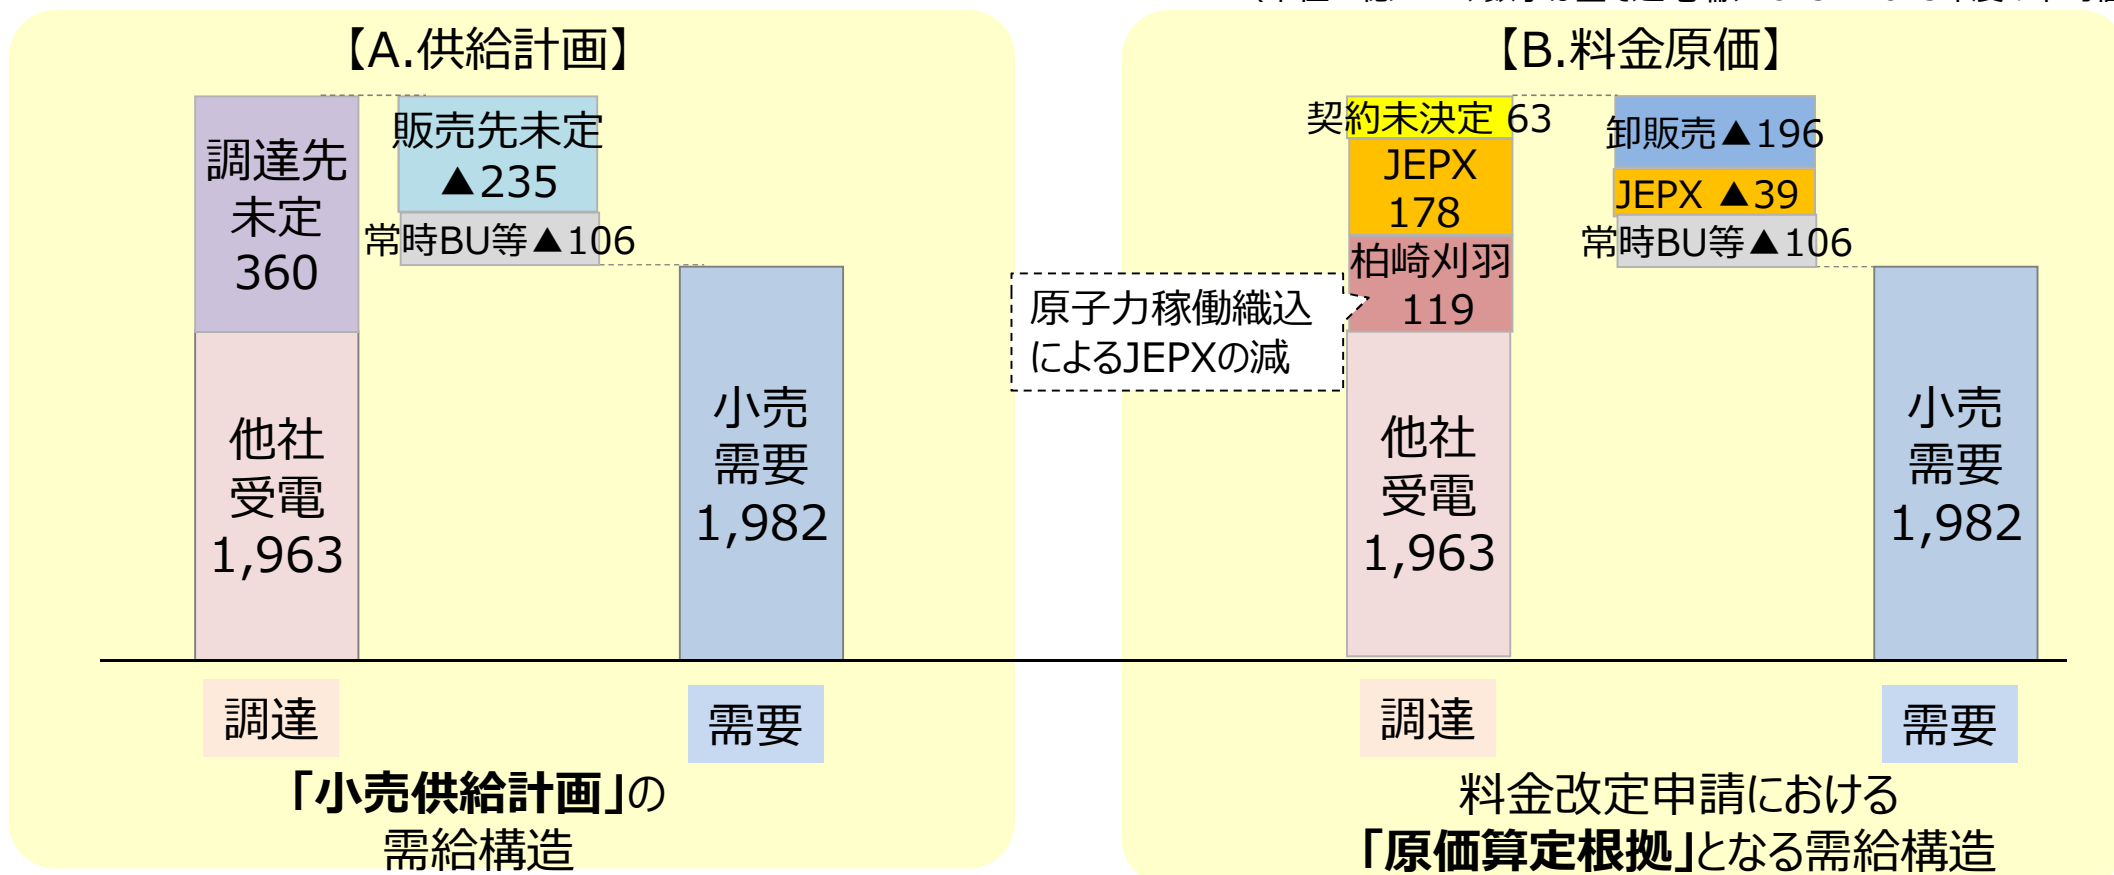 【A.供給計画】
調達先
未定
360
販売先未定
▲235
常時BU等▲106
他社
受電
1,963
小売
需要
1,982
調達
需要
「小売供給計画」の
需給構造
【B.料金原価】
契約未決定 63
JEPX
178
柏崎刈羽
119
原子力稼働織込
によるJEPXの減
卸販売▲196
JEPX ▲39
常時BU等▲106
他社
受電
1,963
小売
需要
1,982
調達
需要
料金改定申請における
「原価算定根拠」となる需給構造